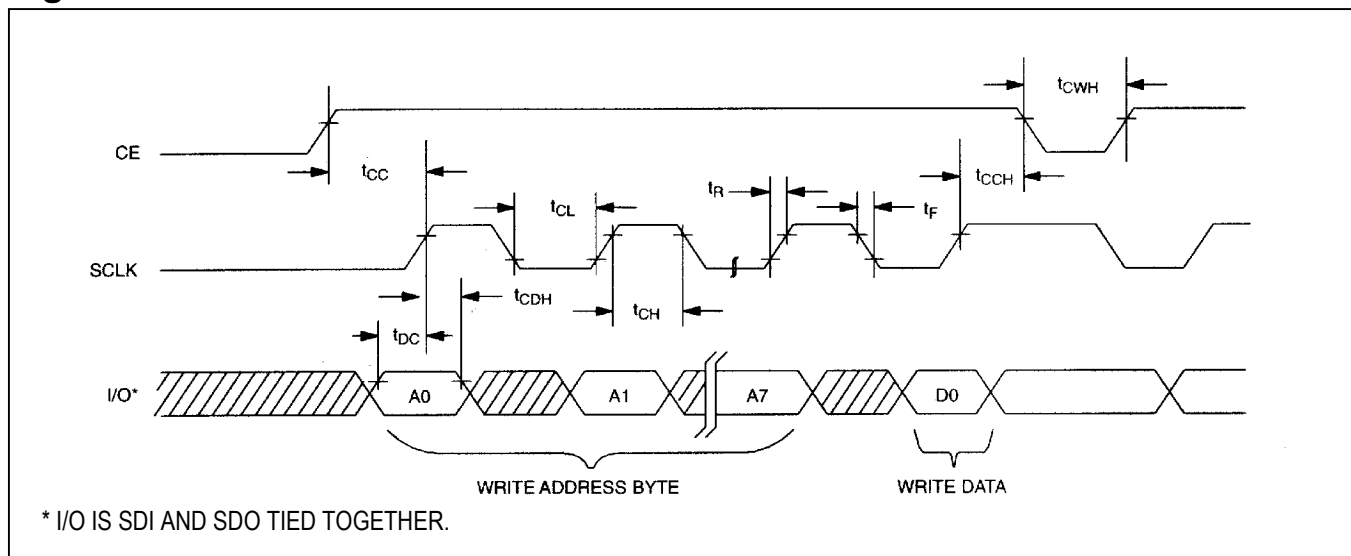 CE
tCWH
tCC
tCCH
tR
tCL
tF
SCLK
tCDH
tCH
tDC
I/O*
A0
A1
A7
D0
WRITE ADDRESS BYTE
WRITE DATA
* I/O IS SDI AND SDO TIED TOGETHER.